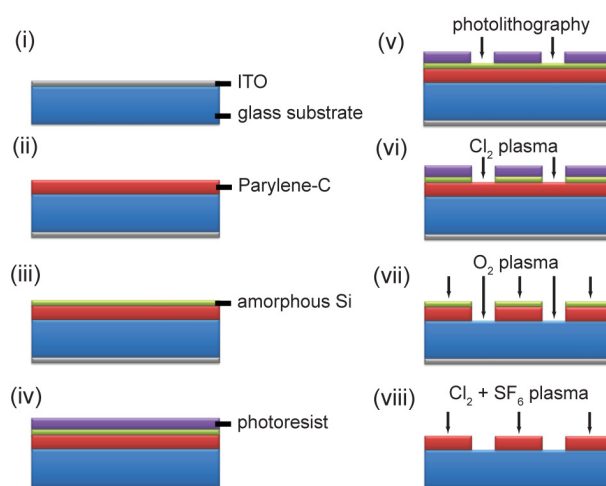 (i)
ITO
glass substrate
(ii)
Parylene-C
(iii)
amorphous Si
(iv)
photoresist
(v)
photolithography
(vi)
Cl₂ plasma
(vii)
O₂ plasma
(viii)
Cl₂ + SF₆ plasma